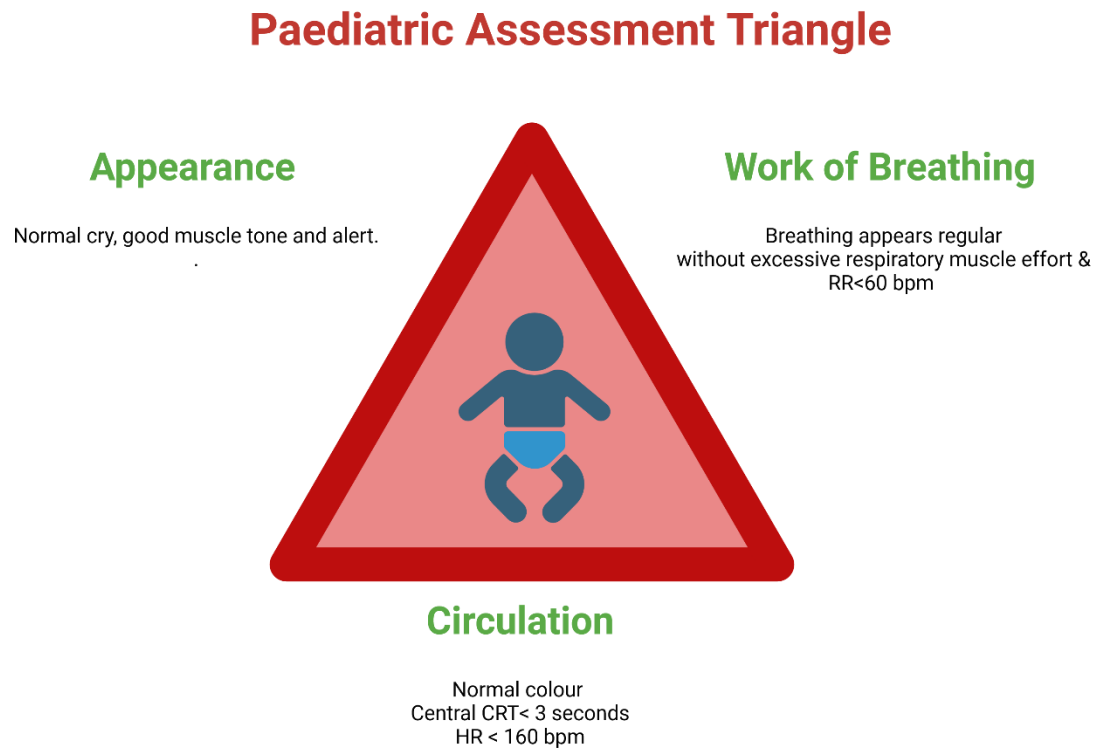 Paediatric Assessment Triangle
Appearance
Normal cry, good muscle tone and alert.
.
Work of Breathing
Breathing appears regular
without excessive respiratory muscle effort &
RR<60 bpm
Circulation
Normal colour
Central CRT< 3 seconds
HR < 160 bpm